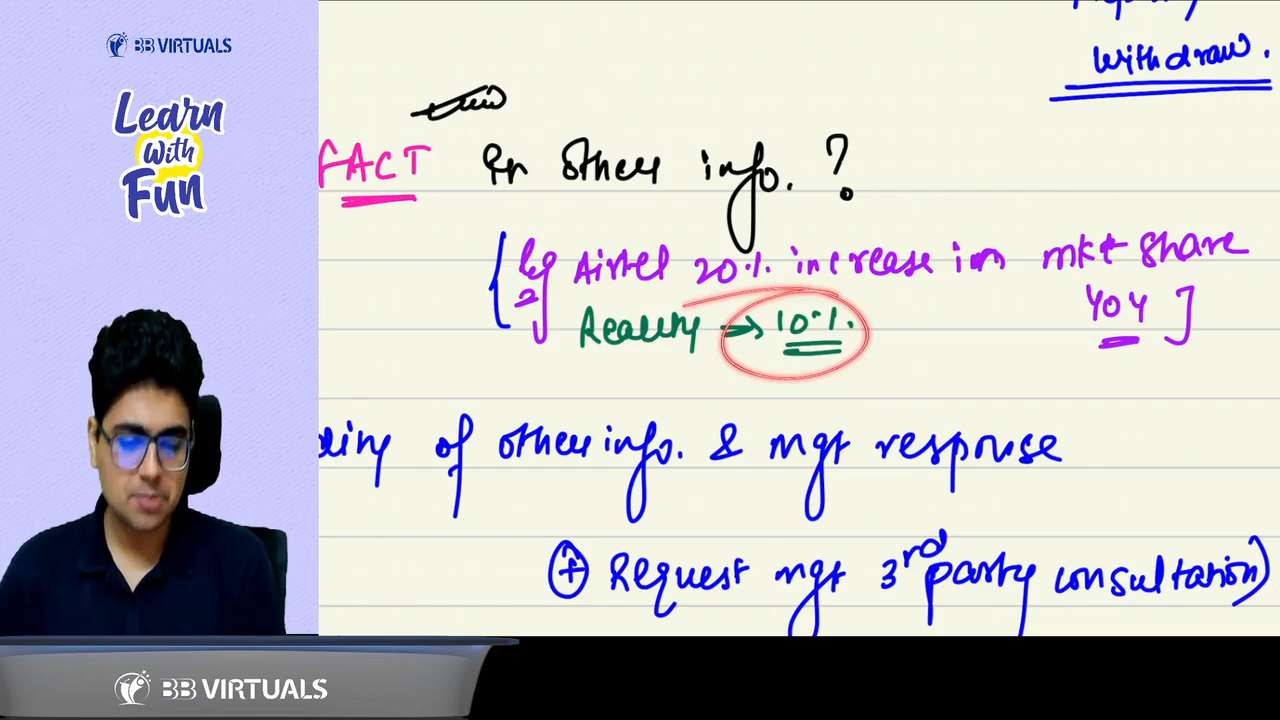 BB VIRTUALS
Learn
With
Fun
withdraw.
FACT in other info. ?
Eg Airtel 20% increase in mkt share
YOY ]
Reality → 10%.
of other info. & mgt response
+ Request mgt 3rd party consultation)
BB VIRTUALS